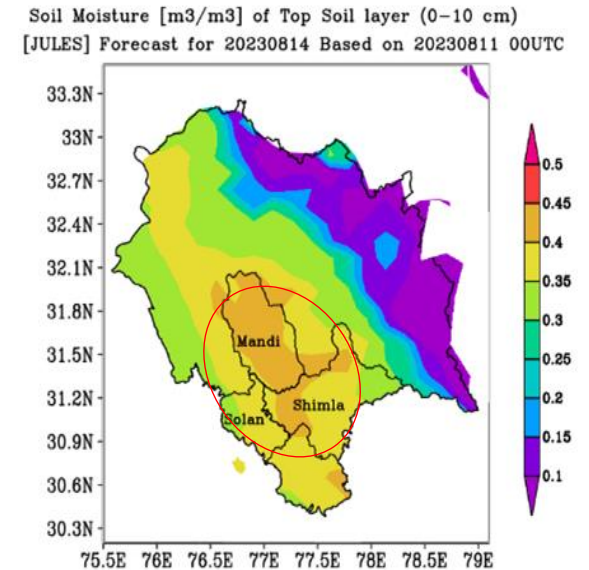 Soil Moisture [m3/m3] of Top Soil layer (0-10 cm)
[JULES] Forecast for 20230814 Based on 20230811 00UTC
33.3N
33N
32.7N
32.4N
32.1N
31.8N
31.5N
31.2N
30.9N
30.6N
30.3N
Mandi
Shimla
Solan
75.5E 76E 76.5E 77E 77.5E 78E 78.5E 79E
0.5
0.45
0.4
0.35
0.3
0.25
0.2
0.15
0.1